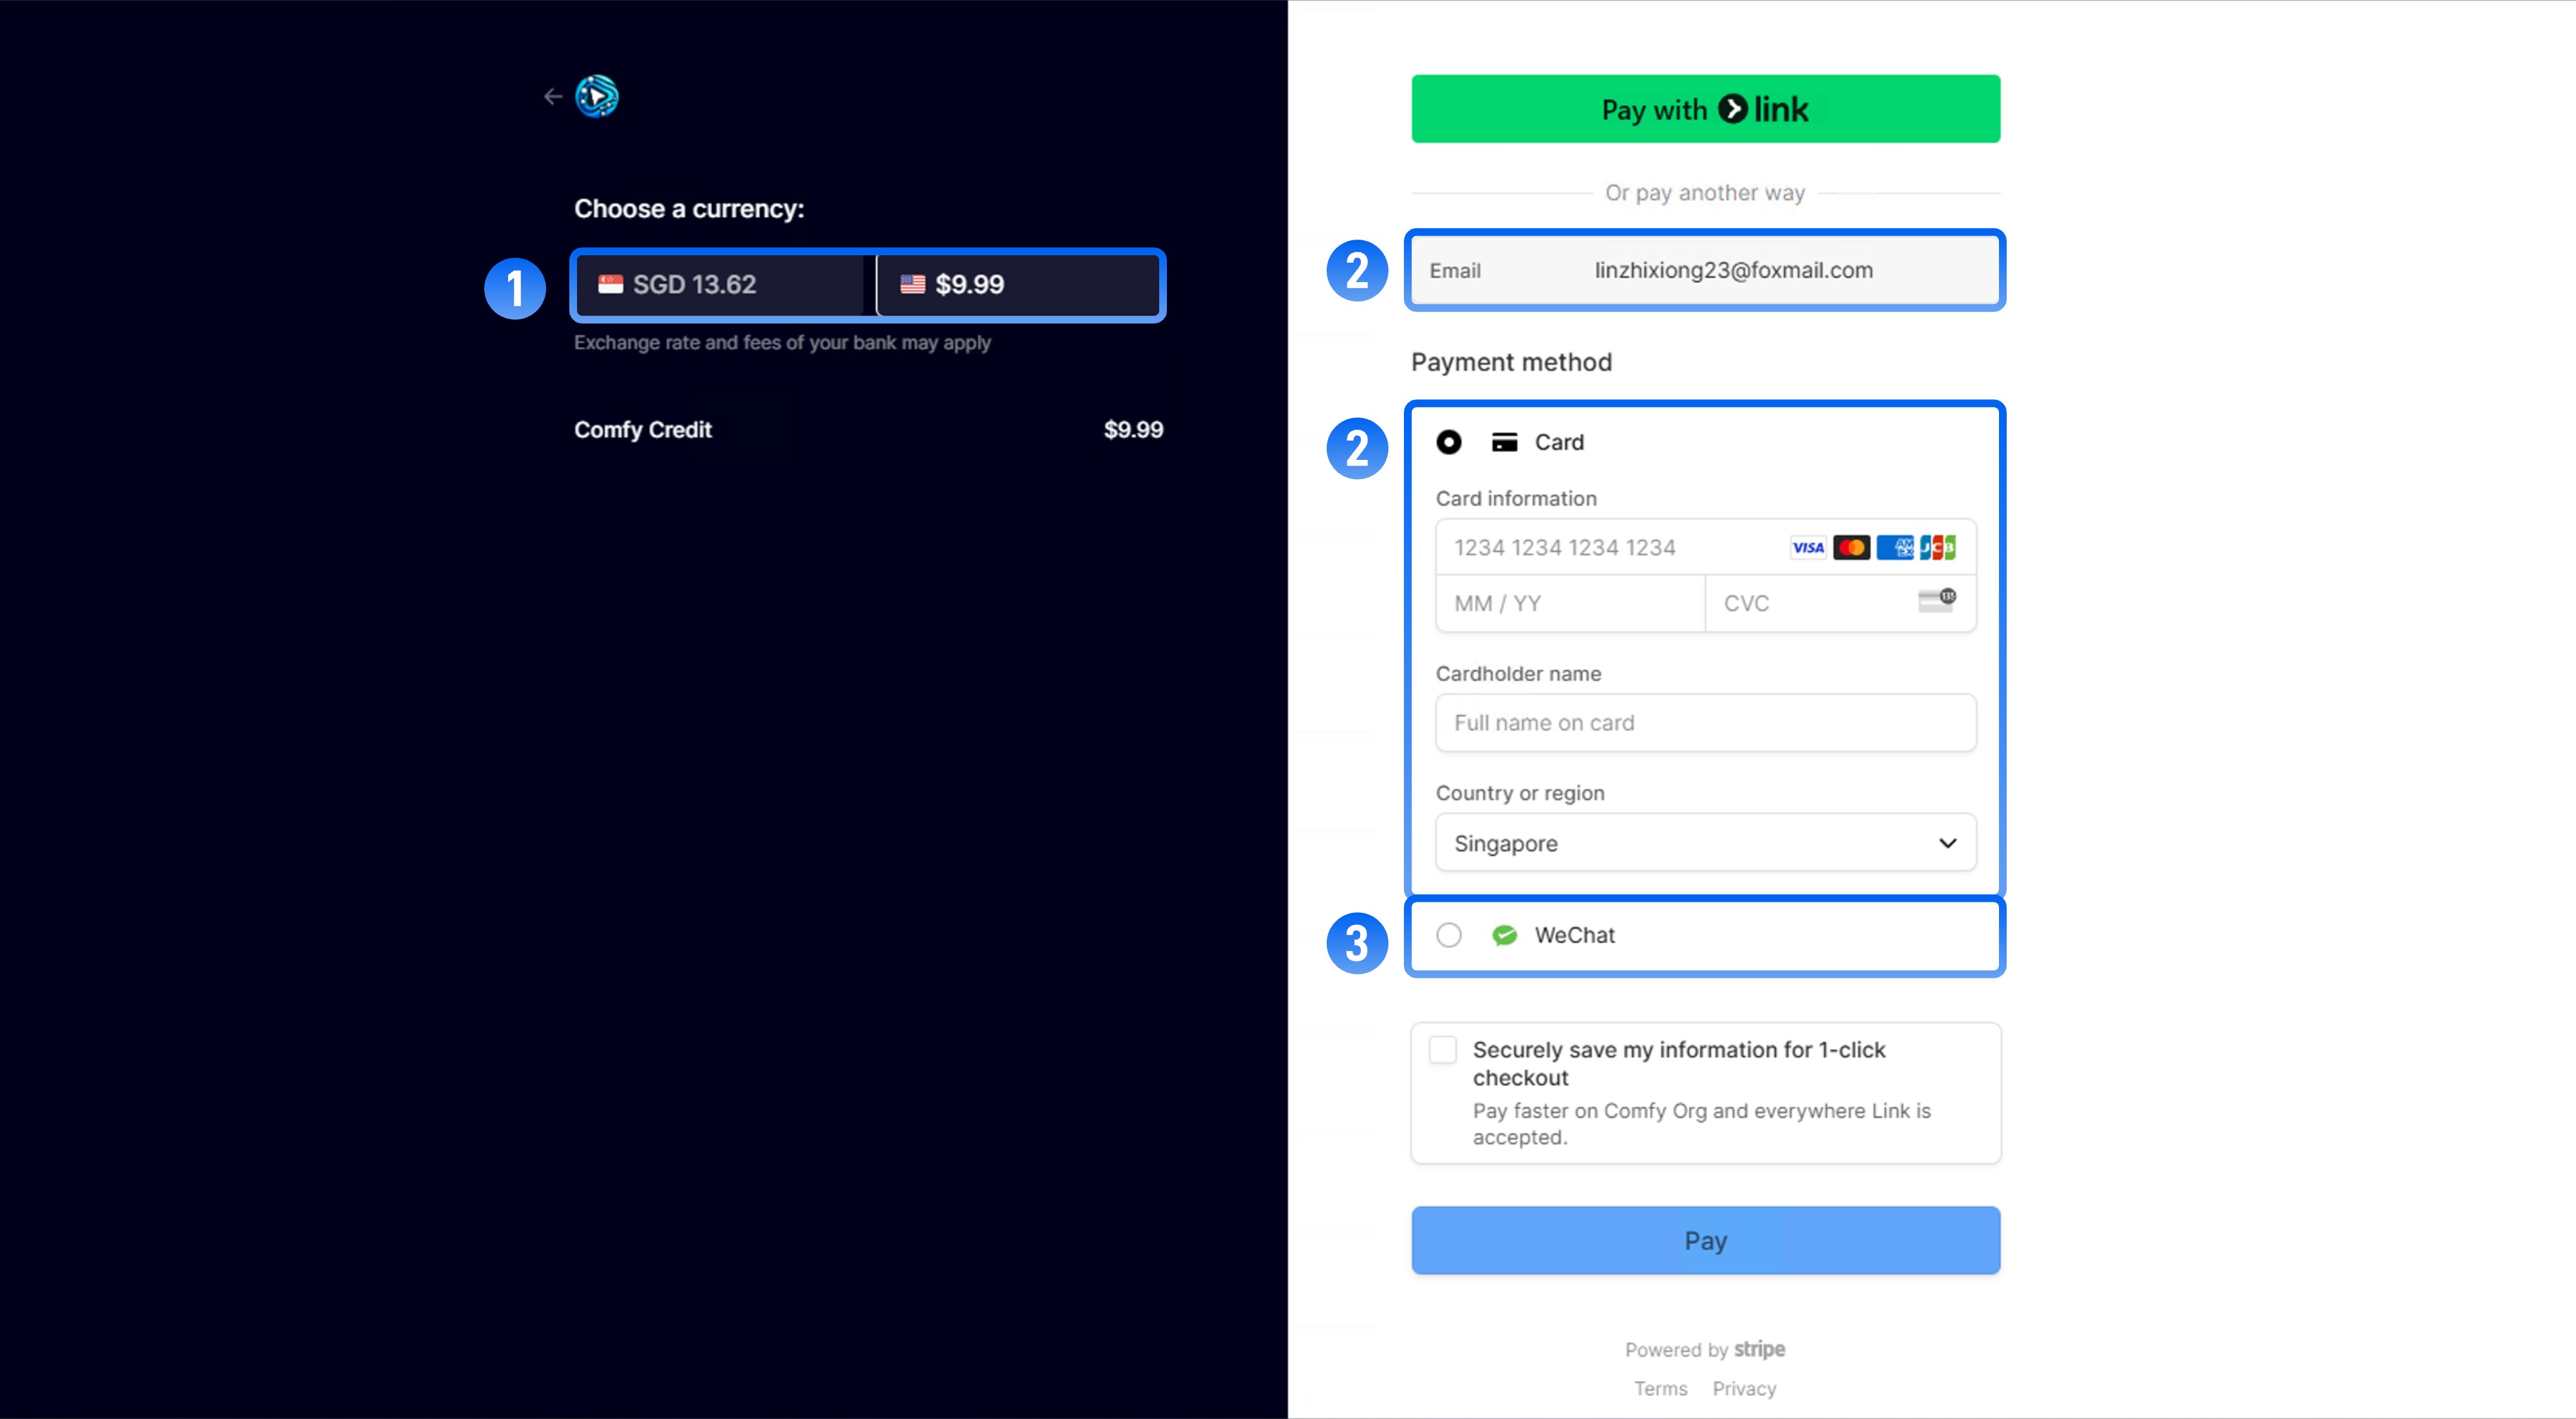 Choose a currency:
1
SGD 13.62
$9.99
Exchange rate and fees of your bank may apply
Comfy Credit
$9.99
Pay with link
Or pay another way
2
Email
linzhixiong23@foxmail.com
Payment method
2
Card
Card information
1234 1234 1234 1234
VISA
AM
EX
JCB
MM / YY
CVC
135
Cardholder name
Full name on card
Country or region
Singapore
3
WeChat
Securely save my information for 1-click
checkout
Pay faster on Comfy Org and everywhere Link is
accepted.
Pay
Powered by stripe
Terms
Privacy